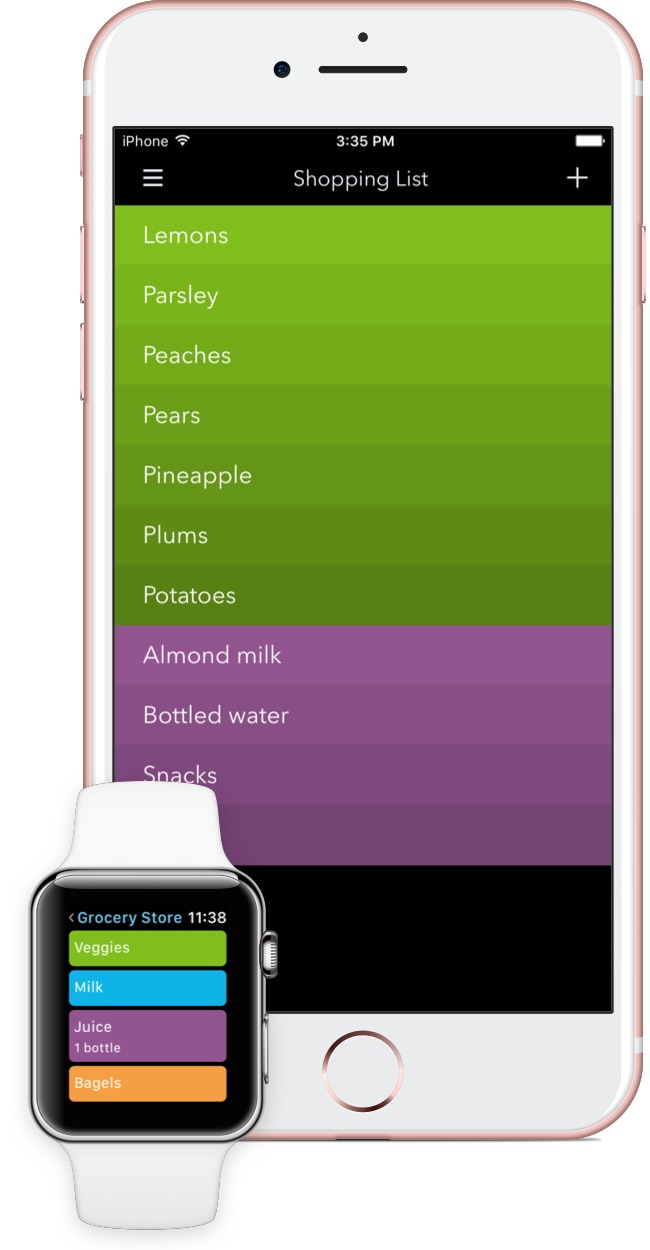 iPhone 3:35 PM
Shopping List
Lemons
Parsley
Peaches
Pears
Pineapple
Plums
Potatoes
Almond milk
Bottled water
Snacks
Grocery Store 11:38
Veggies
Milk
Juice
1 bottle
Bagels